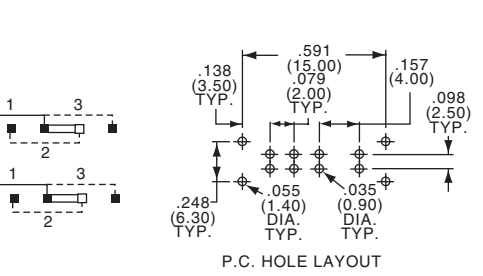 1 3
2
1 3
2
.591
(15.00)
.138
(3.50)
TYP.
.079
(2.00)
TYP.
.157
(4.00)
.098
(2.50)
TYP.
.248
(6.30)
TYP.
.055
(1.40)
DIA.
TYP.
.035
(0.90)
DIA.
TYP.
P.C. HOLE LAYOUT